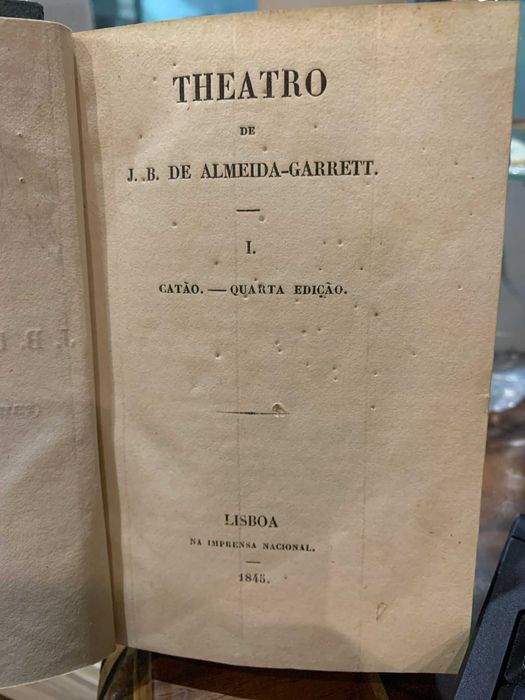 THEATRO
DE
J. B. DE ALMEIDA-GARRETT.
I.
CATÃO. — QUARTA EDIÇÃO.
LISBOA
NA IMPRENSA NACIONAL.
1845.